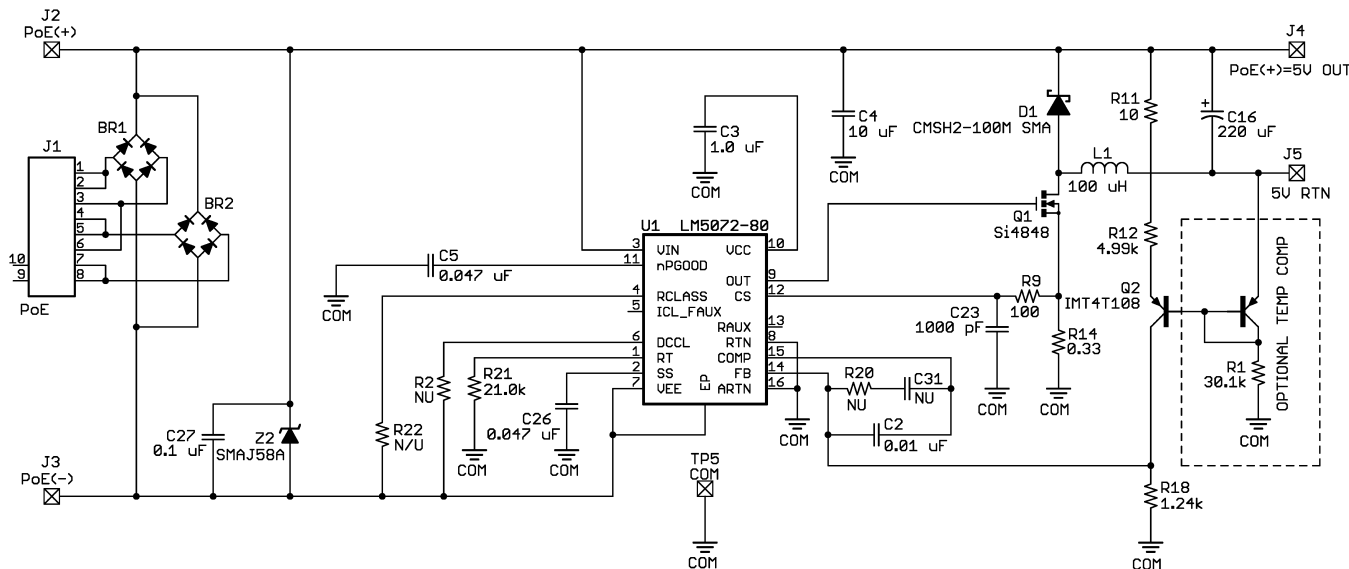 J2
PoE(+)
J4
PoE(+)=5V OUT
BR1
J1
1
2
3
4
5
6
7
8
10
9
PoE
BR2
C3
1.0 uF
COM
C4
10 uF
COM
D1
CMSH2-100M SMA
R11
10
+
C16
220 uF
L1
100 uH
J5
5V RTN
Q1
Si4848
U1 LM5072-80
3 VIN
11 nPGOOD
4 RCLASS
5 ICL_FAUX
6 DCCL
1 RT
2 SS
7 VEE
EP
VCC 10
OUT 9
CS 12
RAUX 13
RTN 8
COMP 15
FB 14
ARTN 16
C5
0.047 uF
COM
R9
100
C23
1000 pF
COM
R14
0.33
COM
R12
4.99k
Q2
IMT4T108
R1
30.1k
COM
OPTIONAL TEMP COMP
R2
NU
R21
21.0k
COM
R22
N/U
C26
0.047 uF
COM
R20
NU
C31
NU
C2
0.01 uF
COM
C27
0.1 uF
Z2
SMAJ58A
J3
PoE(-)
TP5
COM
COM
R18
1.24k
COM